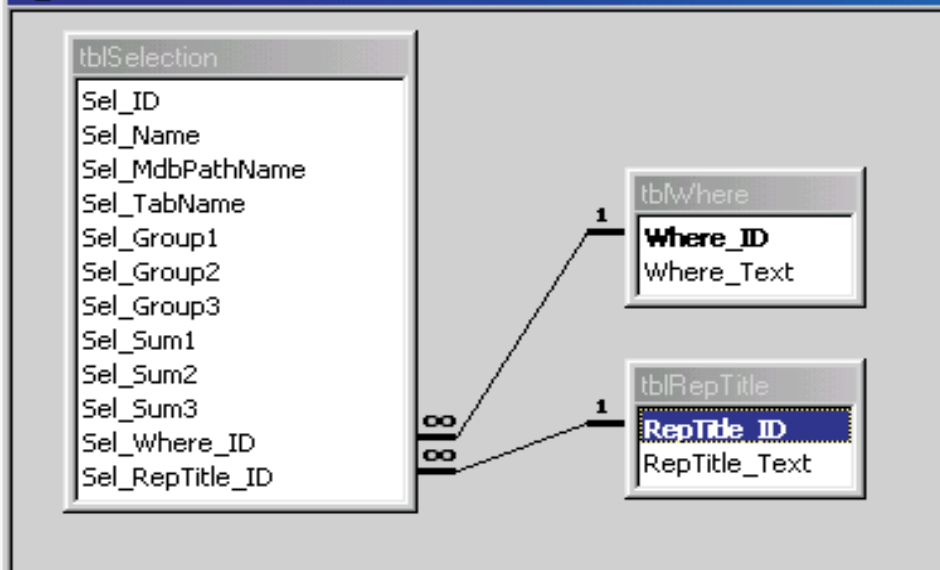 tblSelection
Sel_ID
Sel_Name
Sel_MdbPathName
Sel_TabName
Sel_Group1
Sel_Group2
Sel_Group3
Sel_Sum1
Sel_Sum2
Sel_Sum3
Sel_Where_ID
Sel_RepTitle_ID
∞
∞
1
tblWhere
Where_ID
Where_Text
1
tblRepTitle
RepTitle_ID
RepTitle_Text